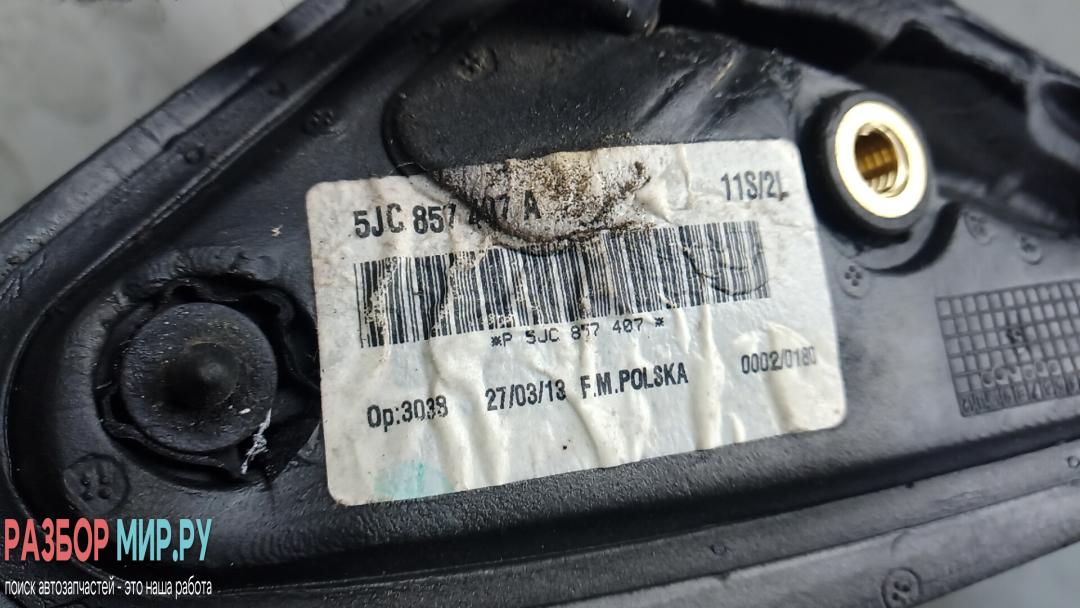 5JC 857 407 A
11S/2L
*P 5JC 857 407 *
Op:3038 27/03/13 F.M.POLSKA 0002/0180
РАЗБОР МИР.РУ
поиск автозапчастей - это наша работа